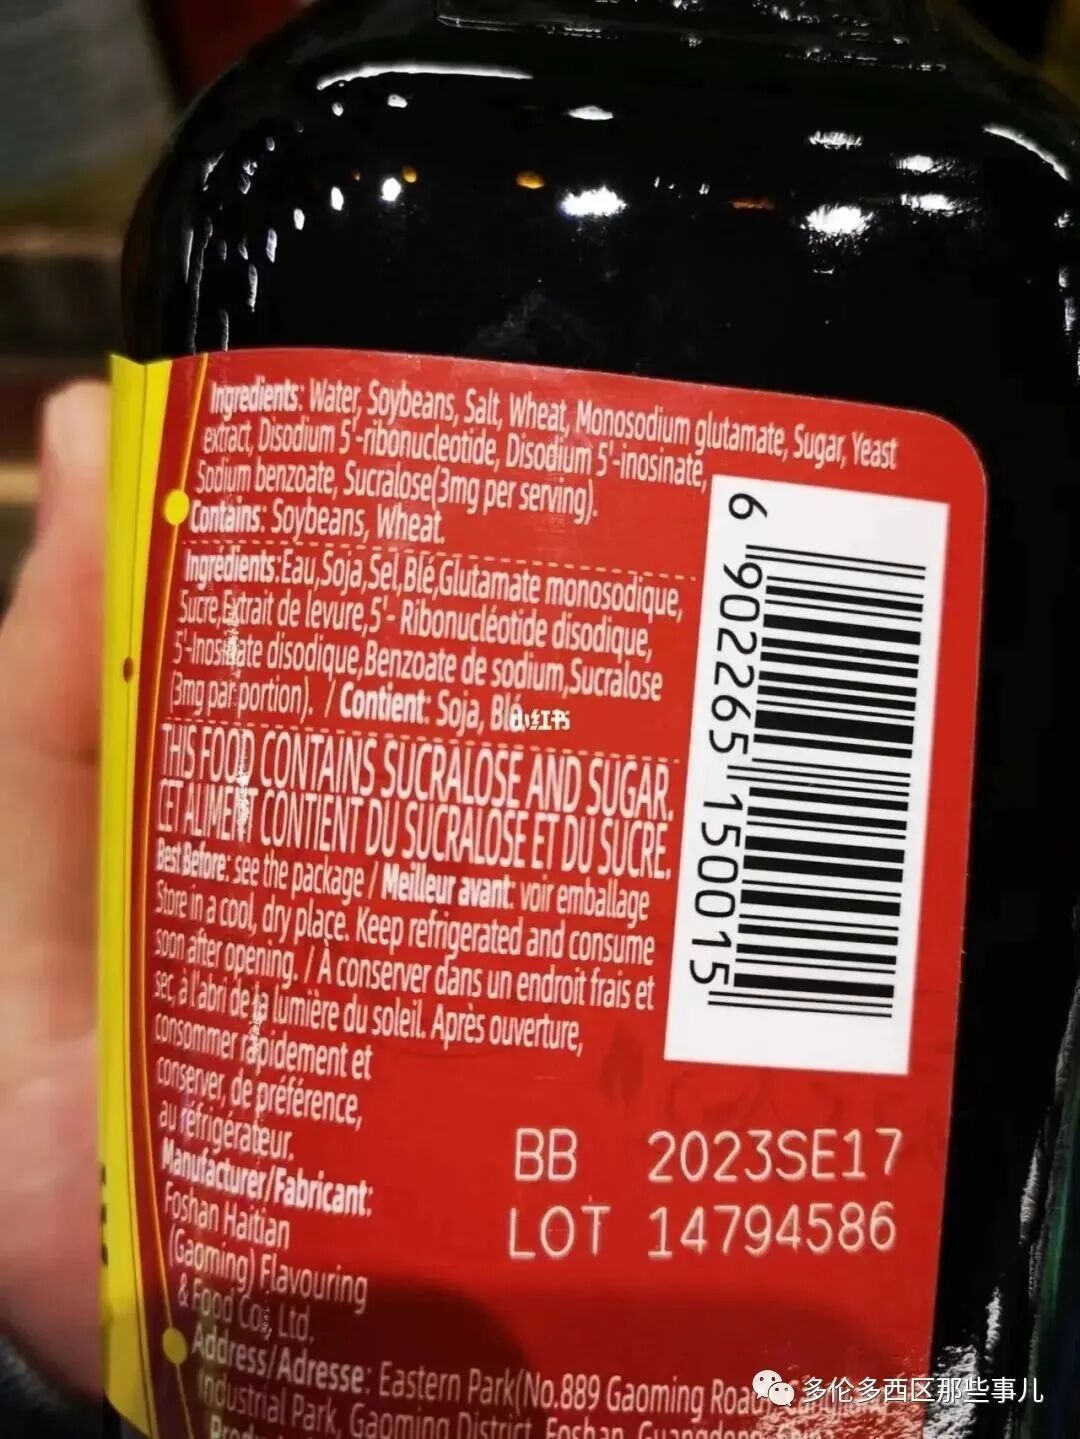 Ingredients: Water, Soybeans, Salt, Wheat, Monosodium glutamate, Sugar, Yeast
extract, Disodium 5'-ribonucleotide, Disodium 5'-inosinate,
Sodium benzoate, Sucralose(3mg per serving).
Contains: Soybeans, Wheat.
Ingrédients:Eau,Soja,Sel,Blé,Glutamate monosodique,
Sucre,Extrait de levure,5'- Ribonucléotide disodique,
5'-Inosinate disodique,Benzoate de sodium,Sucralose
(3mg par portion). / Contient: Soja, Blé.
小红书
THIS FOOD CONTAINS SUCRALOSE AND SUGAR.
CET ALIMENT CONTIENT DU SUCRALOSE ET DU SUCRE.
Best Before: see the package / Meilleur avant: voir emballage
Store in a cool, dry place. Keep refrigerated and consume
soon after opening. / À conserver dans un endroit frais et
sec, à l'abri de la lumière du soleil. Après ouverture,
consommer rapidement et
conserver, de préférence,
au réfrigérateur.
Manufacturer/Fabricant:
Foshan Haitian
(Gaoming) Flavouring
& Food Co., Ltd.
Address/Adresse: Eastern Park(No.889 Gaoming Road,
Industrial Park, Gaoming District, Foshan, Guangdong, China
6 902265 150015
BB 2023SE17
LOT 14794586
多伦多西区那些事儿